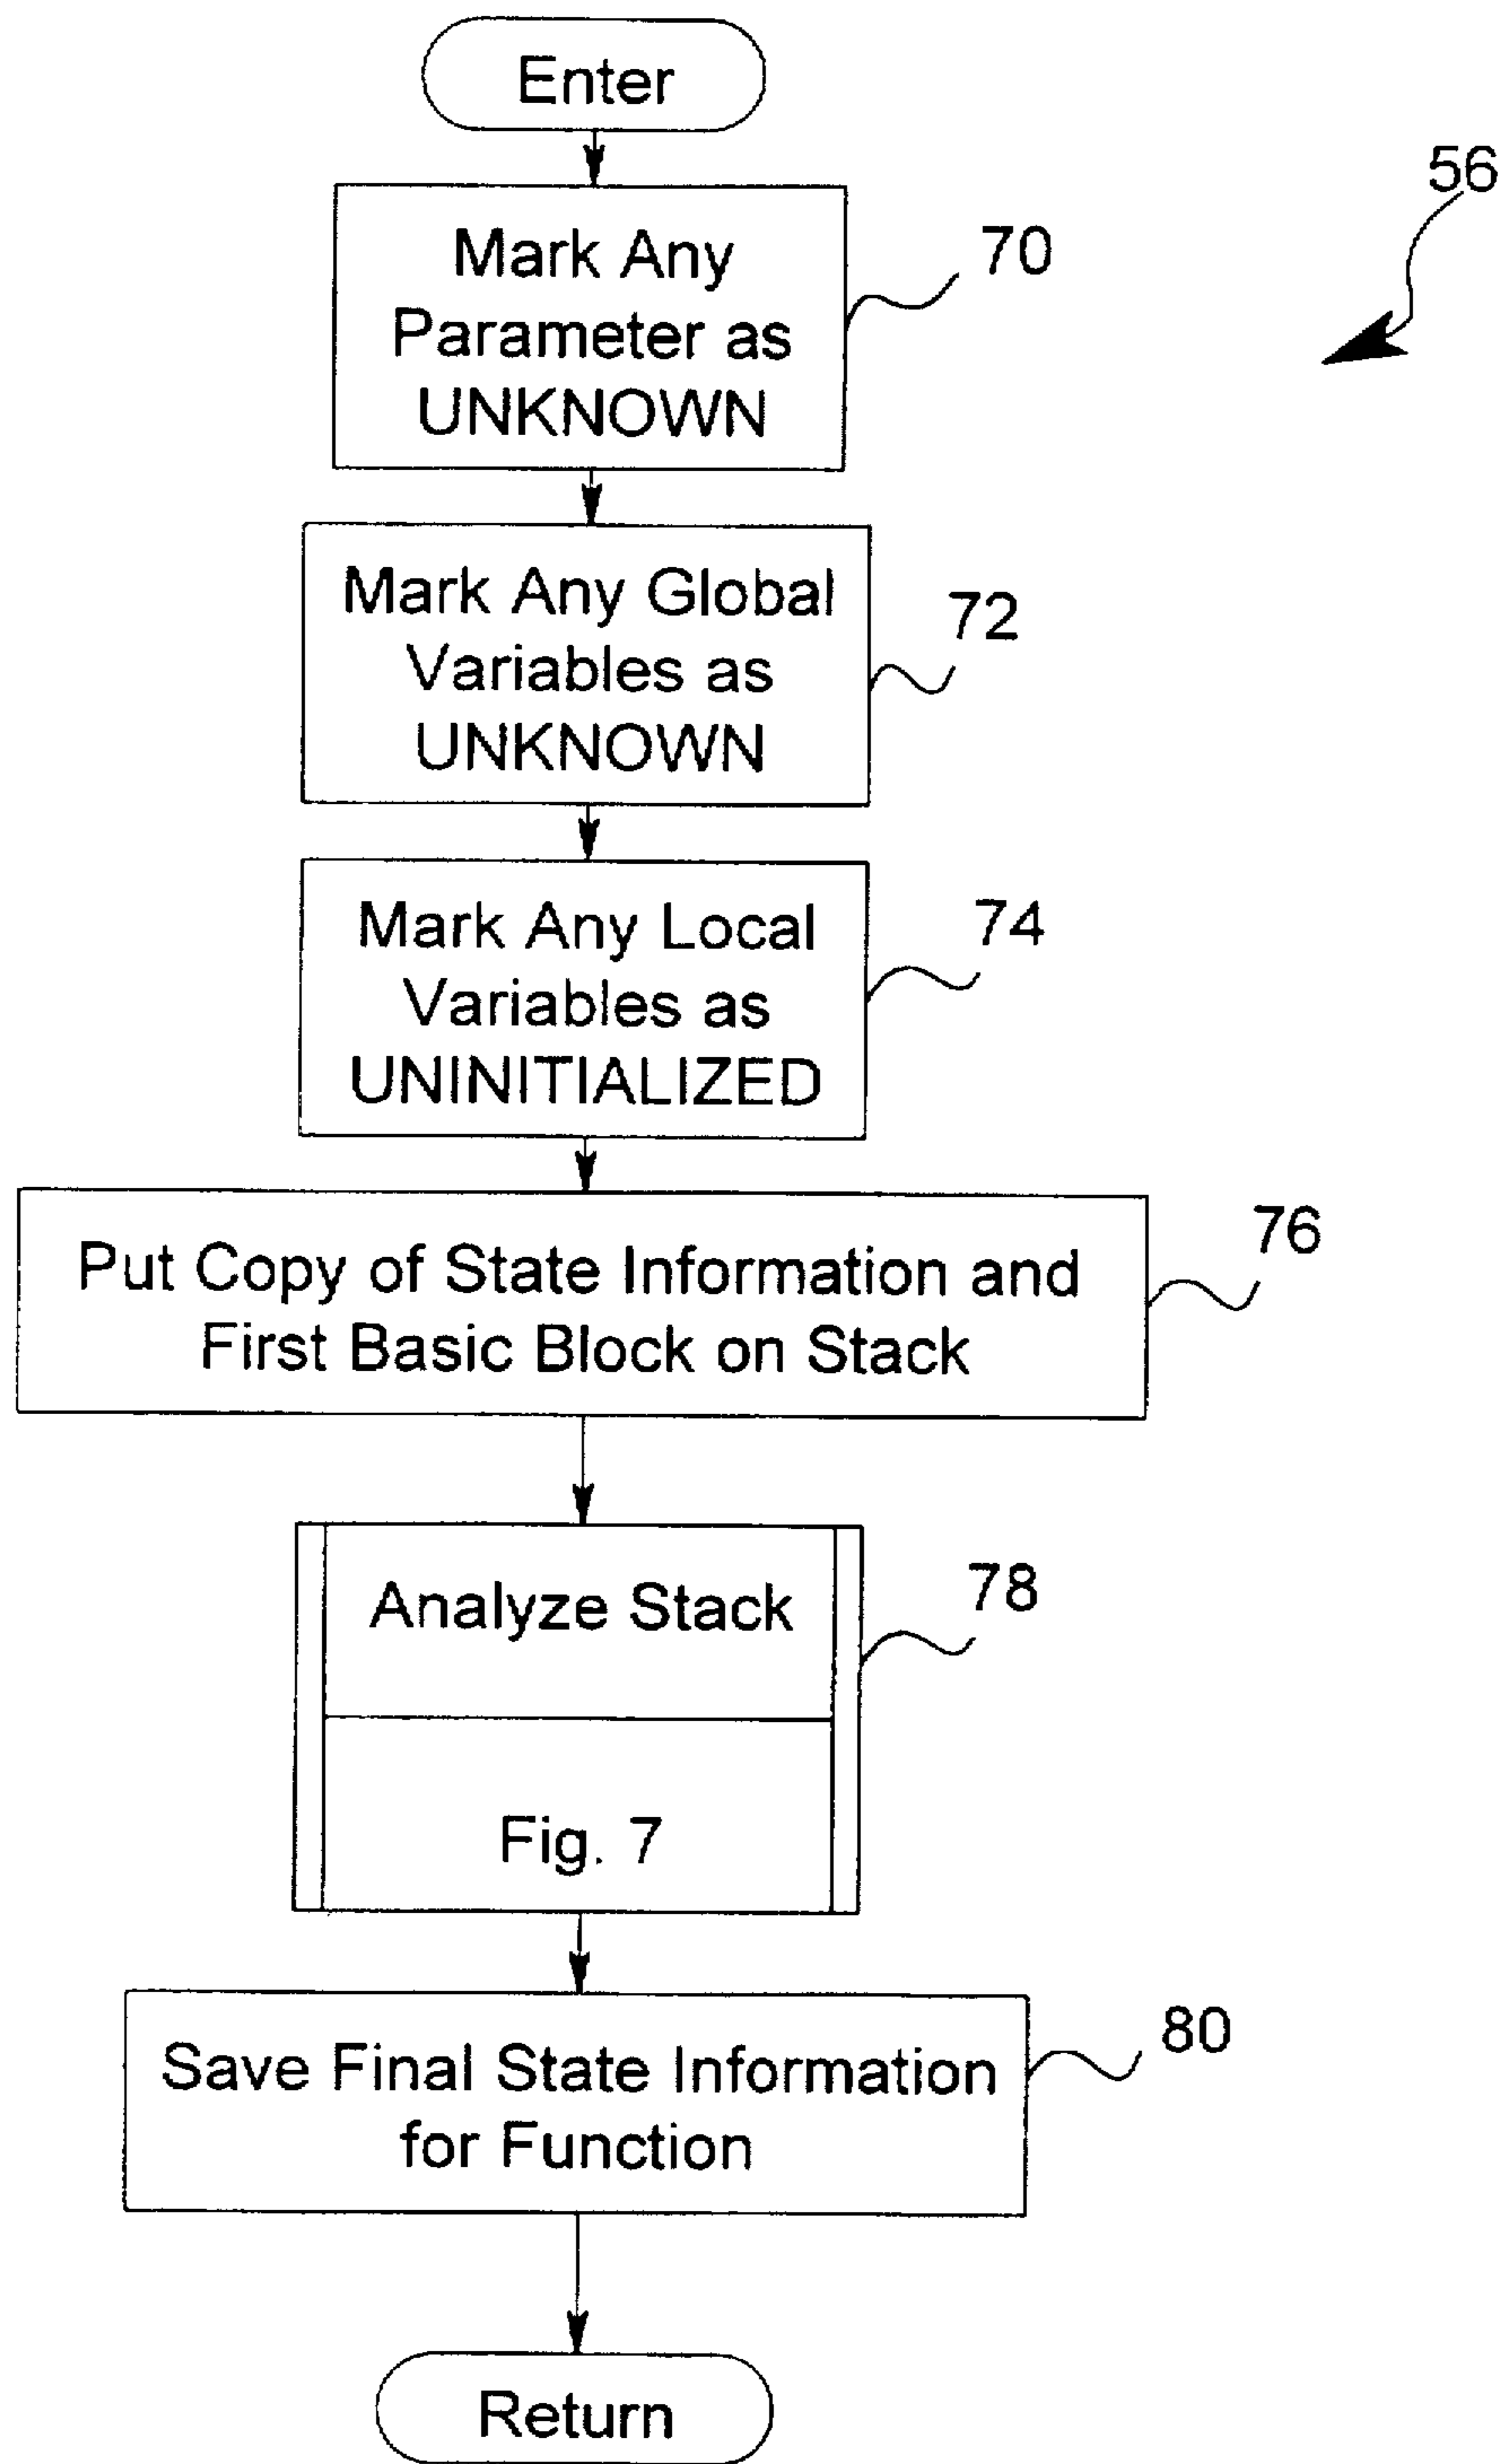 Enter
56
Mark Any
Parameter as
UNKNOWN
70
Mark Any Global
Variables as
UNKNOWN
72
Mark Any Local
Variables as
UNINITIALIZED
74
Put Copy of State Information and
First Basic Block on Stack
76
Analyze Stack
78
Fig. 7
Save Final State Information
for Function
80
Return